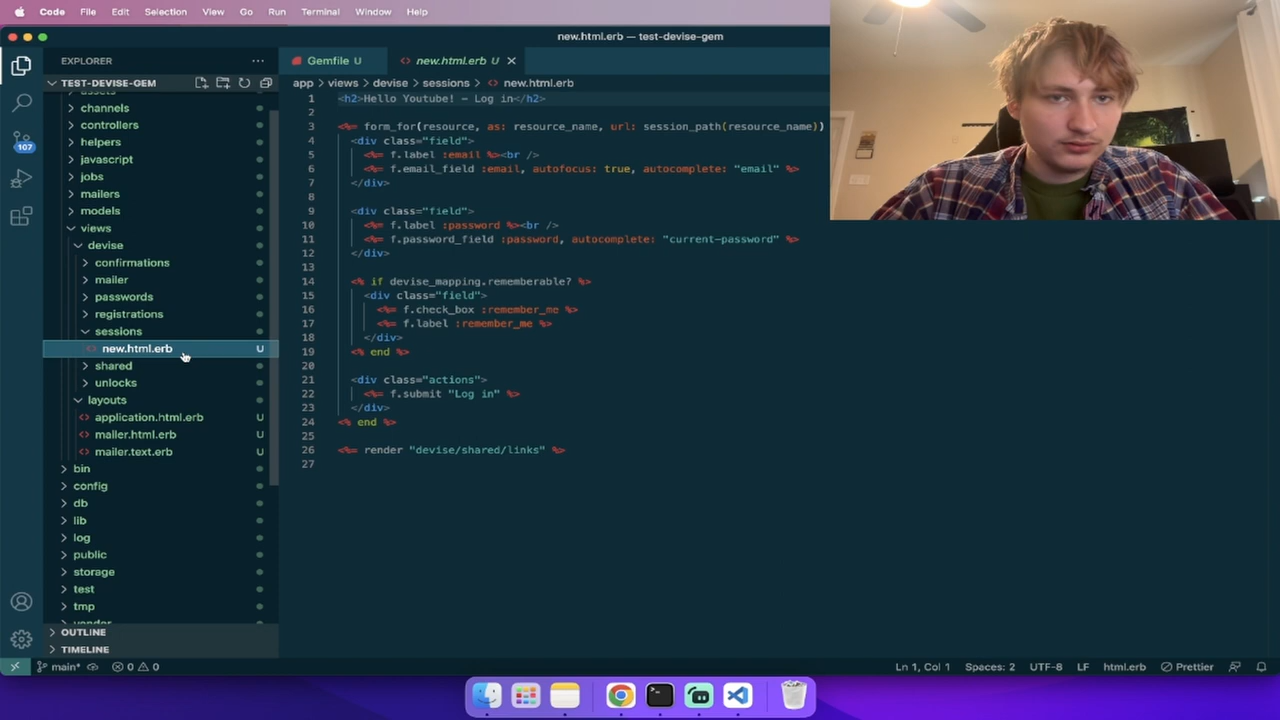 Code File Edit Selection View Go Run Terminal Window Help
new.html.erb — test-devise-gem
EXPLORER
Gemfile U
new.html.erb U
TEST-DEVISE-GEM
app > views > devise > sessions > new.html.erb
channels
controllers
helpers
javascript
jobs
mailers
models
views
devise
confirmations
mailer
passwords
registrations
sessions
new.html.erb U
shared
unlocks
layouts
application.html.erb U
mailer.html.erb U
mailer.text.erb U
bin
config
db
lib
log
public
storage
test
tmp
OUTLINE
TIMELINE
107
1 <h2>Hello Youtube! - Log in</h2>
2
3 <%= form_for(resource, as: resource_name, url: session_path(resource_name))
4 <div class="field">
5 <%= f.label :email %><br />
6 <%= f.email_field :email, autofocus: true, autocomplete: "email" %>
7 </div>
8
9 <div class="field">
10 <%= f.label :password %><br />
11 <%= f.password_field :password, autocomplete: "current-password" %>
12 </div>
13
14 <% if devise_mapping.rememberable? %>
15 <div class="field">
16 <%= f.check_box :remember_me %>
17 <%= f.label :remember_me %>
18 </div>
19 <% end %>
20
21 <div class="actions">
22 <%= f.submit "Log in" %>
23 </div>
24 <% end %>
25
26 <%= render "devise/shared/links" %>
27
main* 0 0
Ln 1, Col 1 Spaces: 2 UTF-8 LF html.erb Prettier